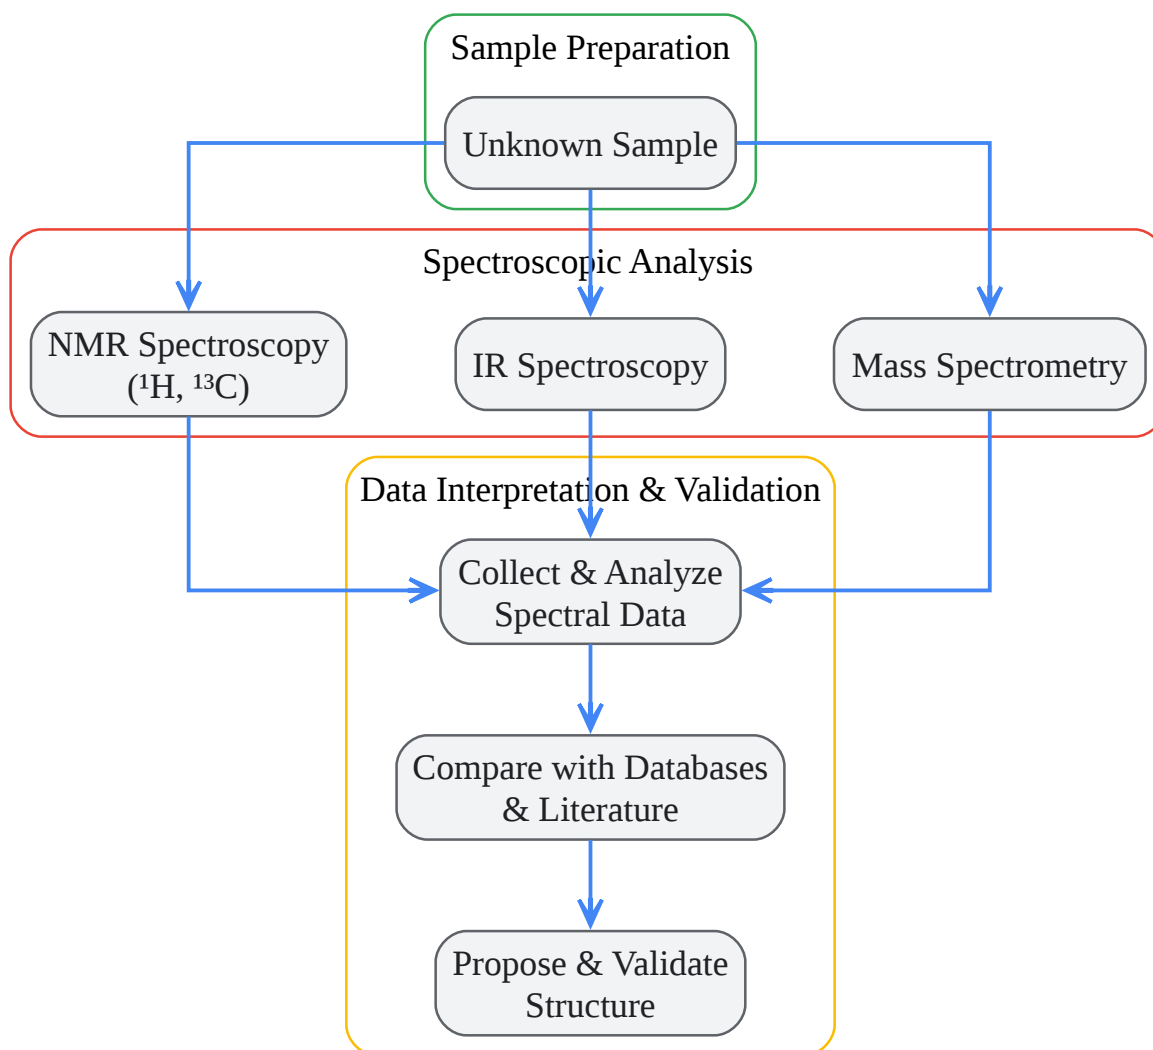 Sample Preparation
Unknown Sample
Spectroscopic Analysis
NMR Spectroscopy
(¹H, ¹³C)
IR Spectroscopy
Mass Spectrometry
Data Interpretation & Validation
Collect & Analyze
Spectral Data
Compare with Databases
& Literature
Propose & Validate
Structure